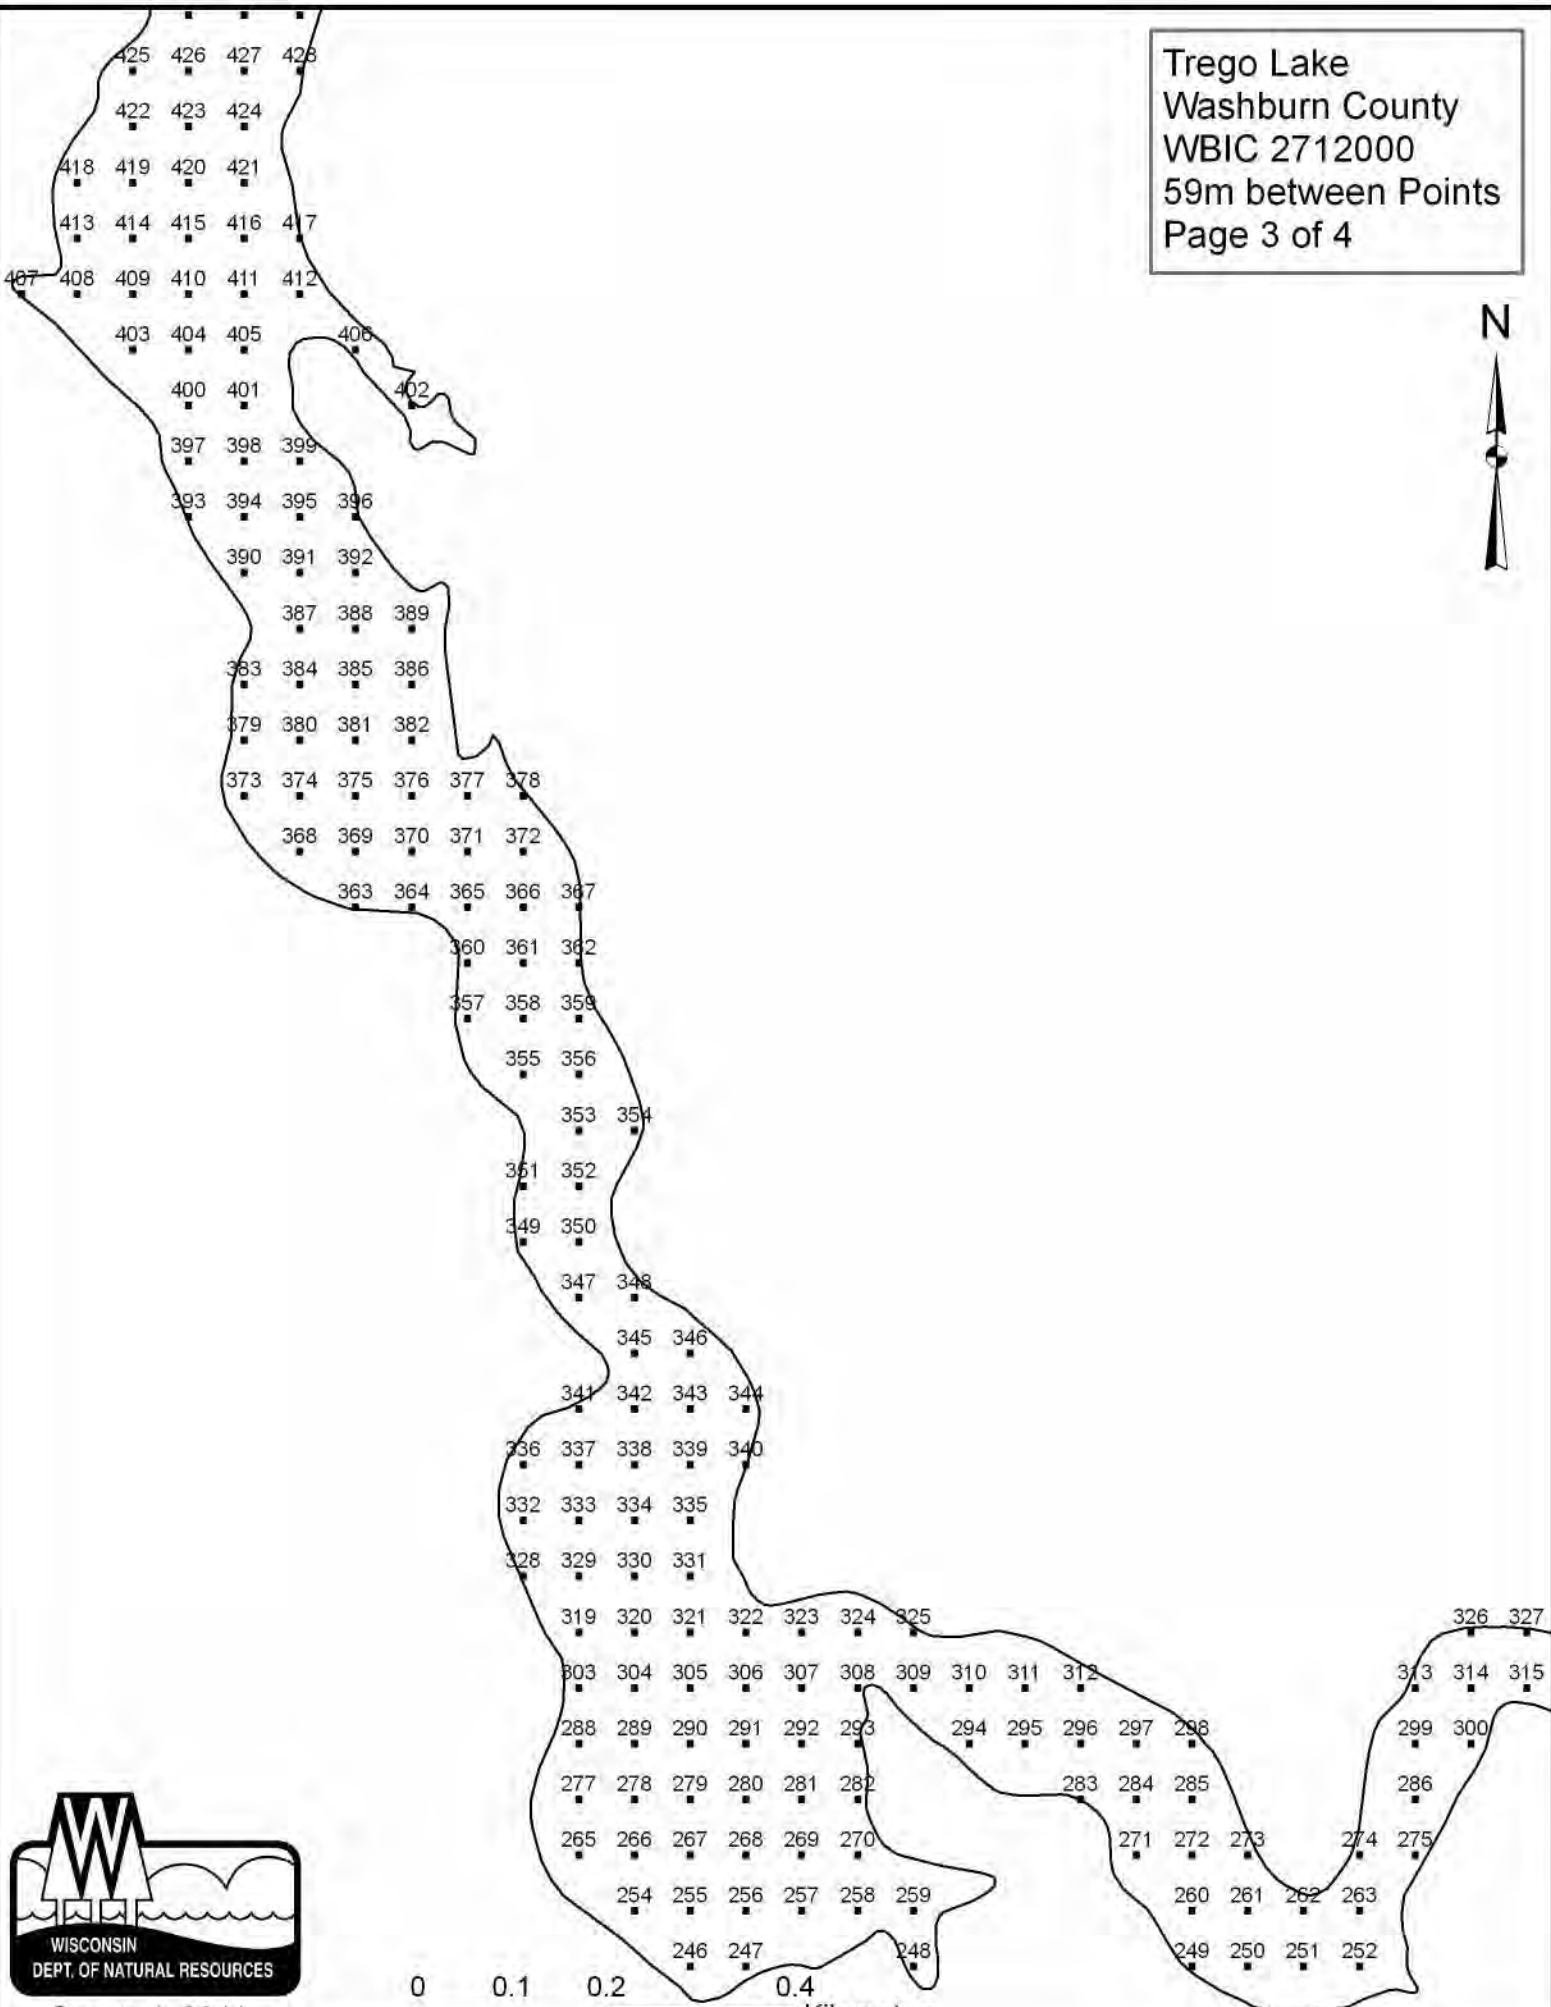 Trego Lake
Washburn County
WBIC 2712000
59m between Points
Page 3 of 4
N
425 426 427 428
422 423 424
418 419 420 421
413 414 415 416 417
407 408 409 410 411 412
403 404 405 406
400 401 402
397 398 399
393 394 395 396
390 391 392
387 388 389
383 384 385 386
379 380 381 382
373 374 375 376 377 378
368 369 370 371 372
363 364 365 366 367
360 361 362
357 358 359
355 356
353 354
351 352
349 350
347 348
345 346
341 342 343 344
336 337 338 339 340
332 333 334 335
328 329 330 331
319 320 321 322 323 324 325 326 327
303 304 305 306 307 308 309 310 311 312 313 314 315
288 289 290 291 292 293 294 295 296 297 298 299 300
277 278 279 280 281 282 283 284 285 286
265 266 267 268 269 270 271 272 273 274 275
254 255 256 257 258 259 260 261 262 263
246 247 248 249 250 251 252
W
WISCONSIN
DEPT. OF NATURAL RESOURCES
0 0.1 0.2 0.4